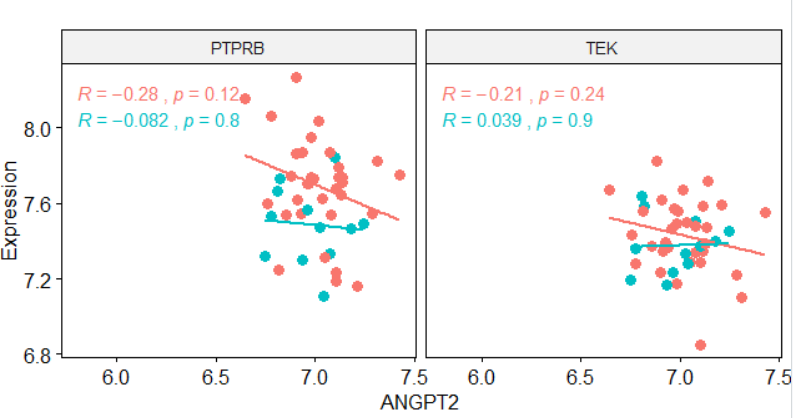 PTPRB
TEK
R = −0.28 , p = 0.12
R = −0.082 , p = 0.8
R = −0.21 , p = 0.24
R = 0.039 , p = 0.9
Expression
8.0
7.6
7.2
6.8
6.0 6.5 7.0 7.5
6.0 6.5 7.0 7.5
ANGPT2